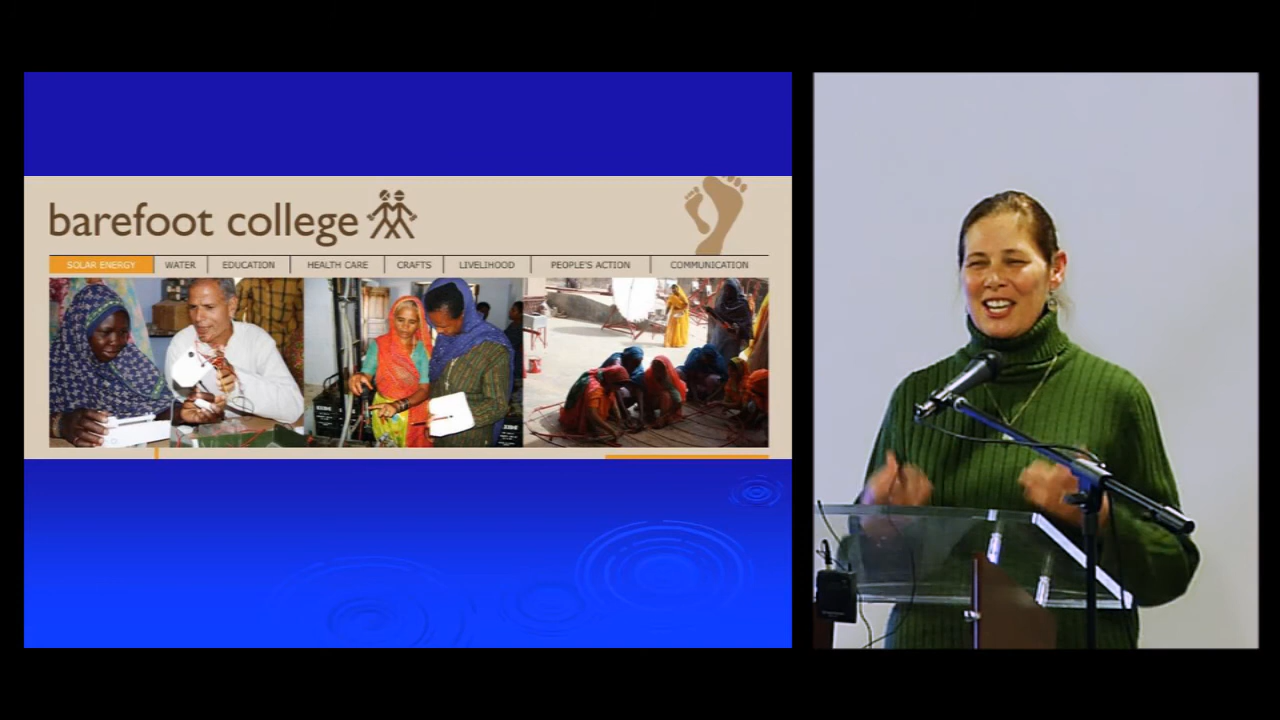 barefoot college
SOLAR ENERGY WATER EDUCATION HEALTH CARE CRAFTS LIVELIHOOD PEOPLE'S ACTION COMMUNICATION